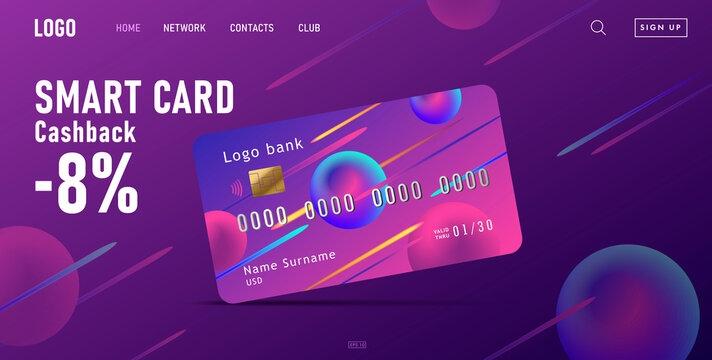 LOGO
HOME NETWORK CONTACTS CLUB
SIGN UP
SMART CARD
Cashback
-8%
Logo bank
0000 0000 0000 0000
VALID THRU 01/30
Name Surname
USD
EPS 10